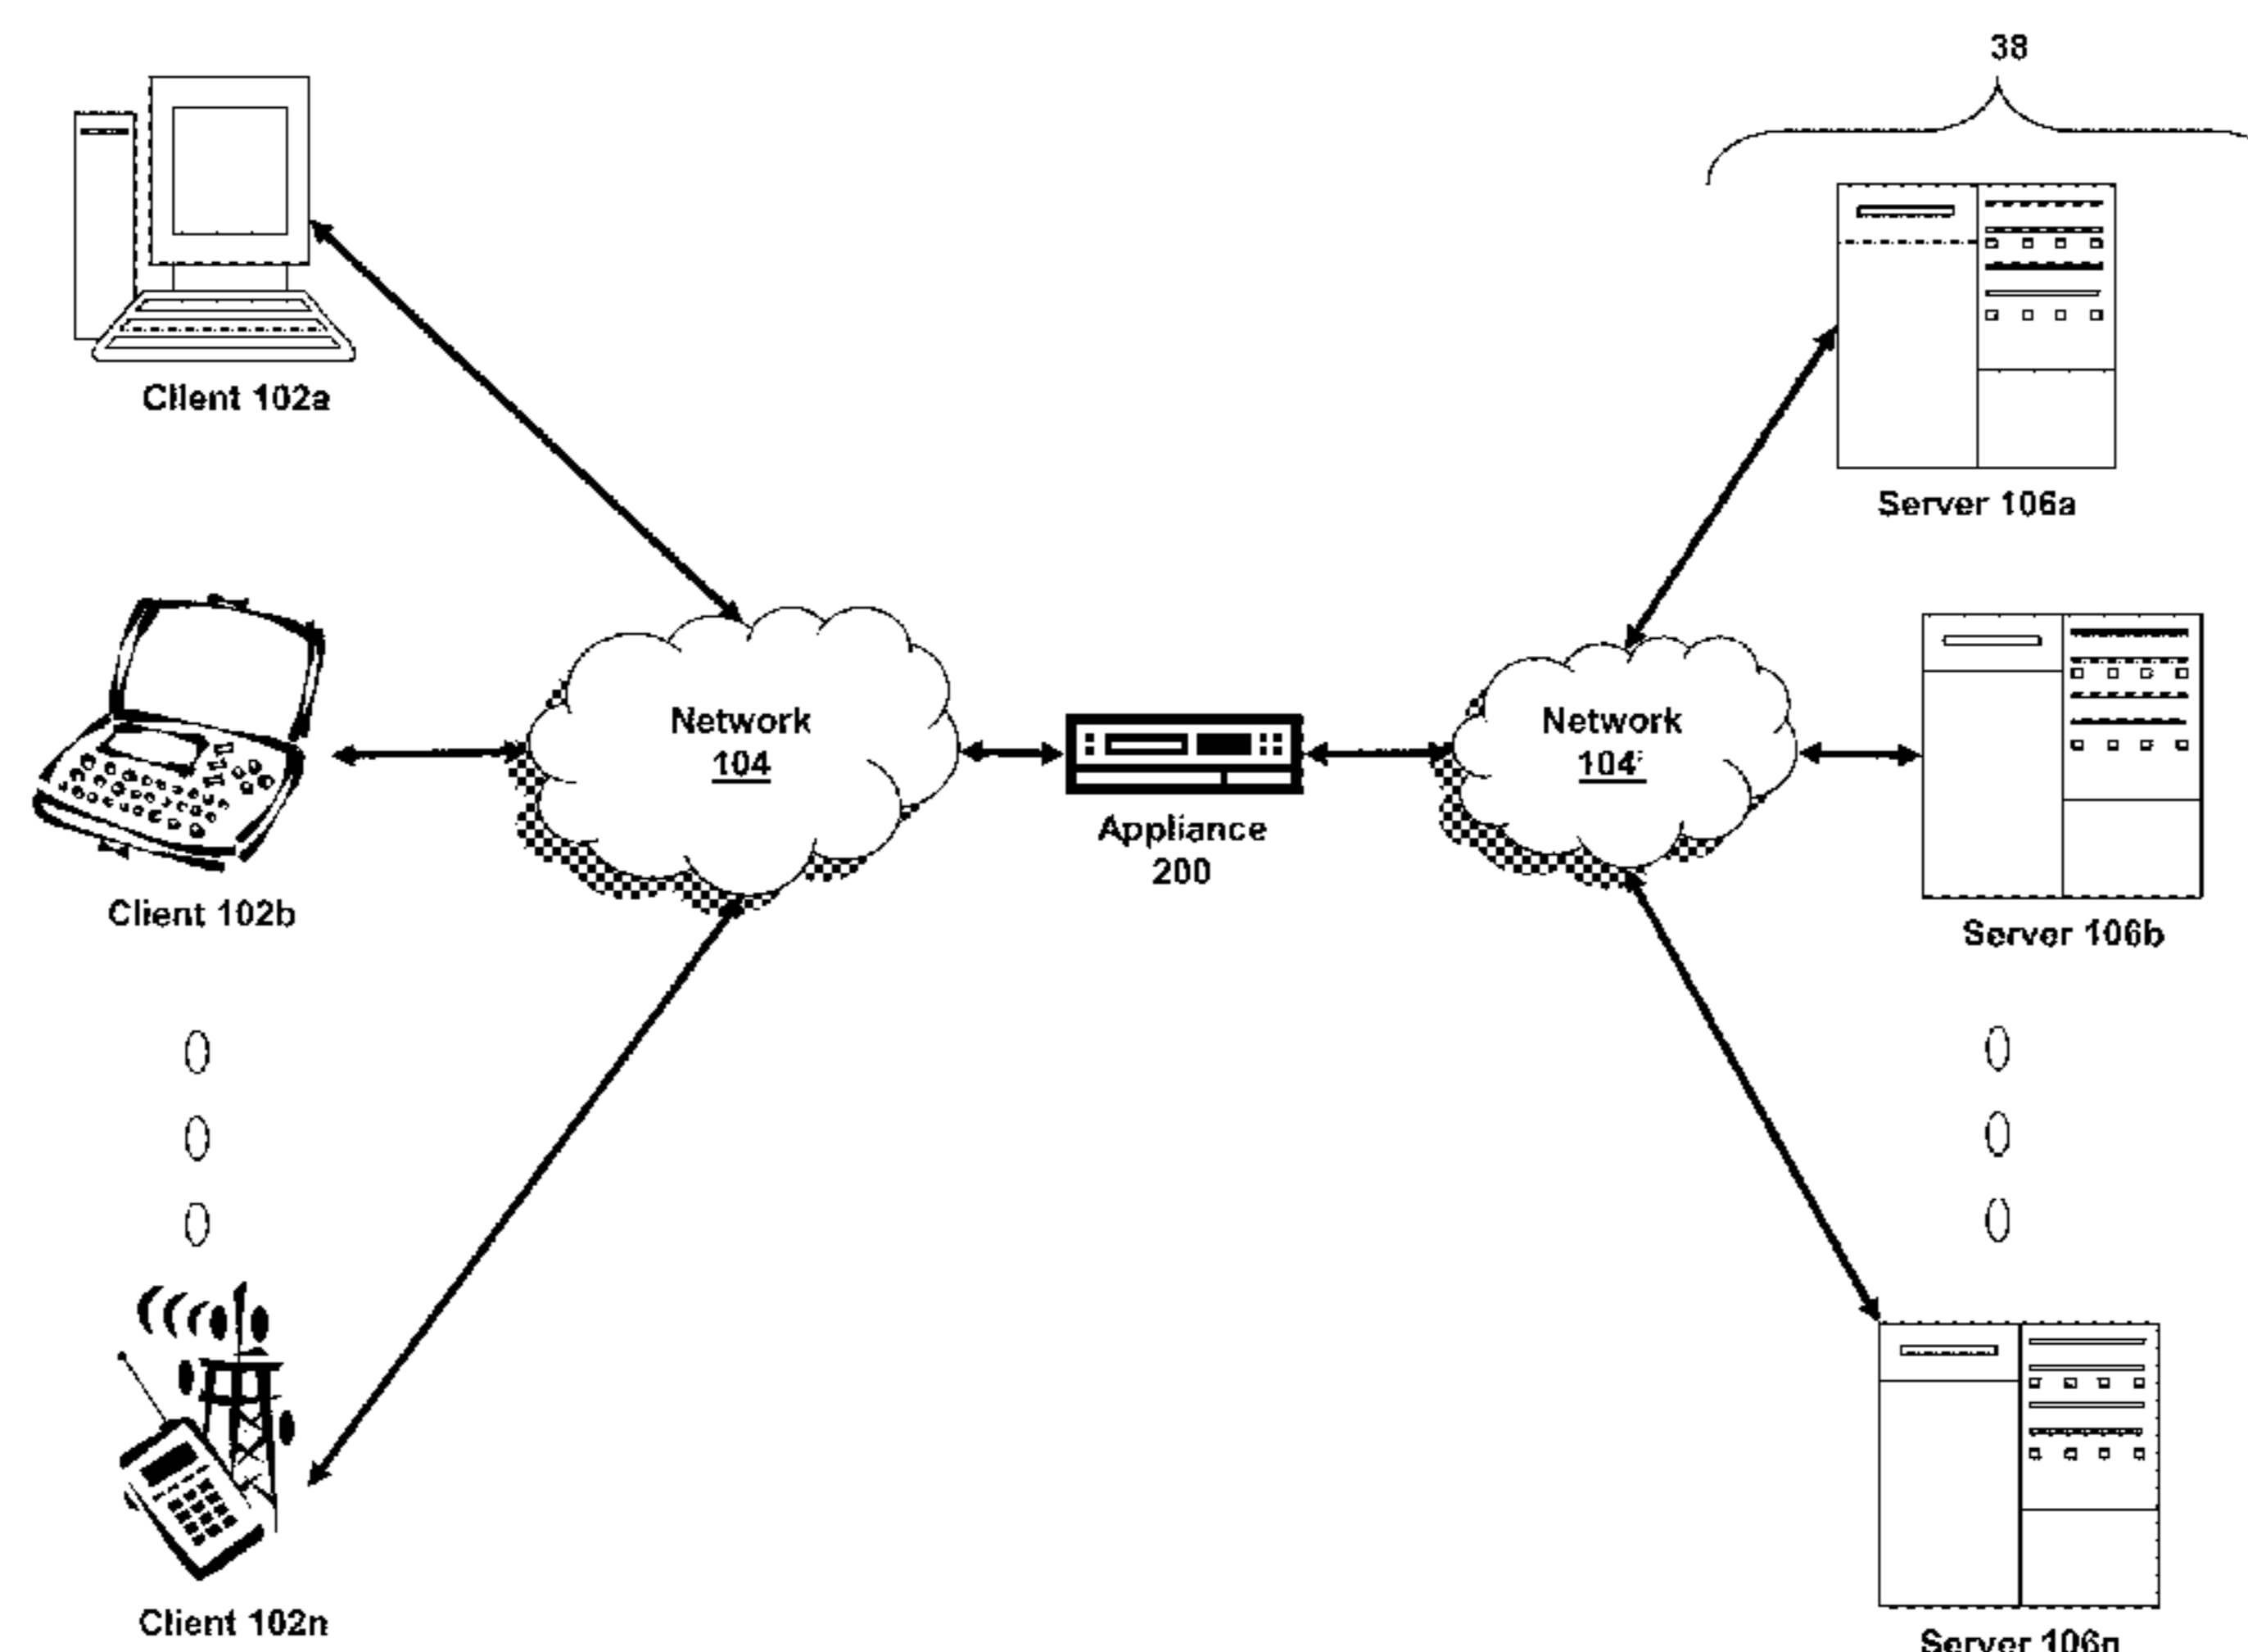 38
Client 102a
Server 106a
Network
104
Network
104'
Appliance
200
Client 102b
Server 106b
Client 102n
Server 106n